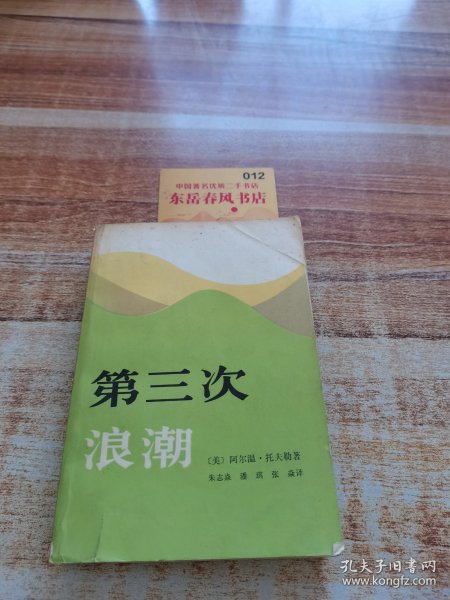 012
中国著名优质二手书店
东岳春风书店
第三次
浪潮
〔美〕阿尔温·托夫勒著
朱志焱 潘琪 张焱译
孔夫子旧书网
www.kongfz.com